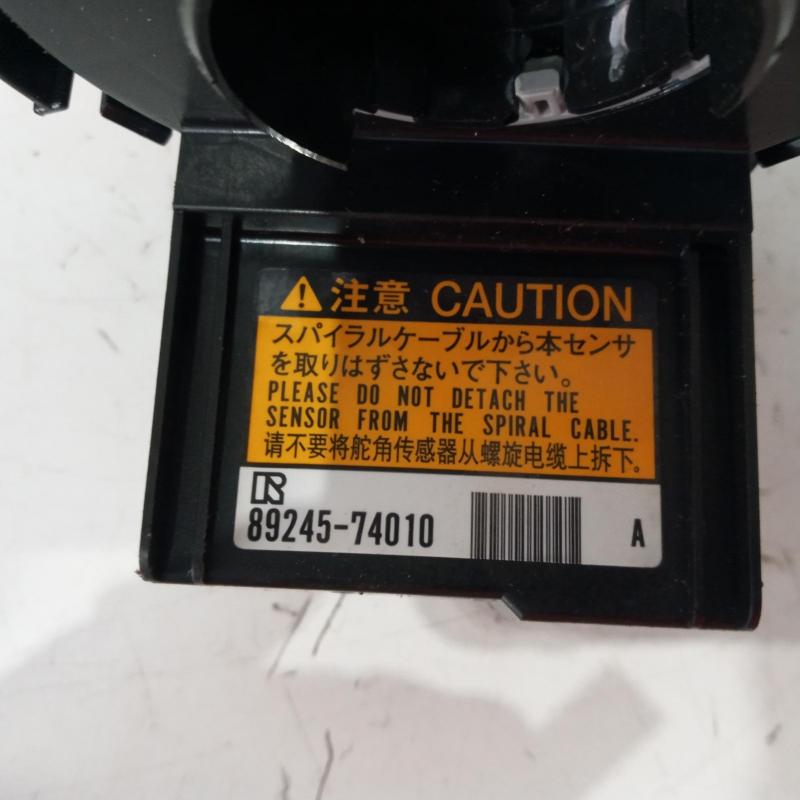 注意 CAUTION
スパイラルケーブルから本センサ
を取りはずさないで下さい。
PLEASE DO NOT DETACH THE
SENSOR FROM THE SPIRAL CABLE.
请不要将舵角传感器从螺旋电缆上拆下。
R
89245-74010 A